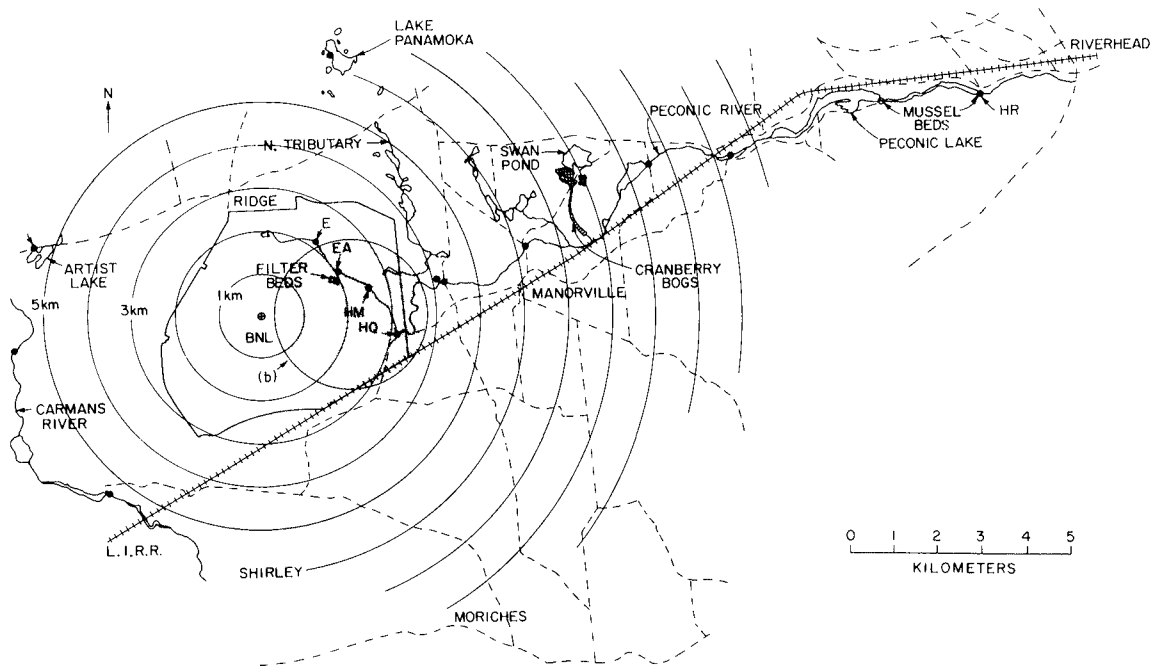 LAKE
PANAMOKA
RIVERHEAD
N
PECONIC RIVER
MUSSEL
BEDS
HR
PECONIC LAKE
N. TRIBUTARY
SWAN
POND
RIDGE
E
EA
FILTER
BEDS
ARTIST
LAKE
CRANBERRY
BOGS
5km
3km
1km
HM
MANORVILLE
HQ
BNL
(b)
CARMANS
RIVER
L.I.R.R.
0 1 2 3 4 5
KILOMETERS
SHIRLEY
MORICHES